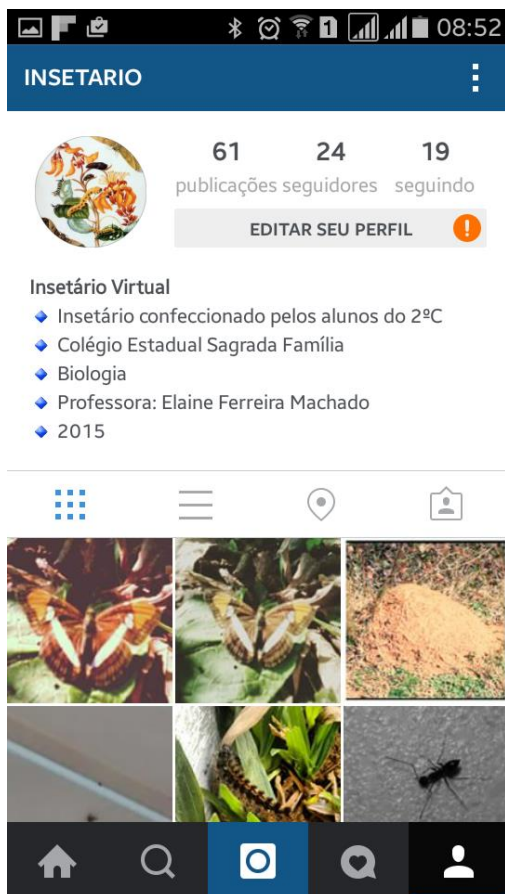 1 08:52
INSETARIO
61 24 19
publicações seguidores seguindo
EDITAR SEU PERFIL
Insetário Virtual
Insetário confeccionado pelos alunos do 2ºC
Colégio Estadual Sagrada Família
Biologia
Professora: Elaine Ferreira Machado
2015